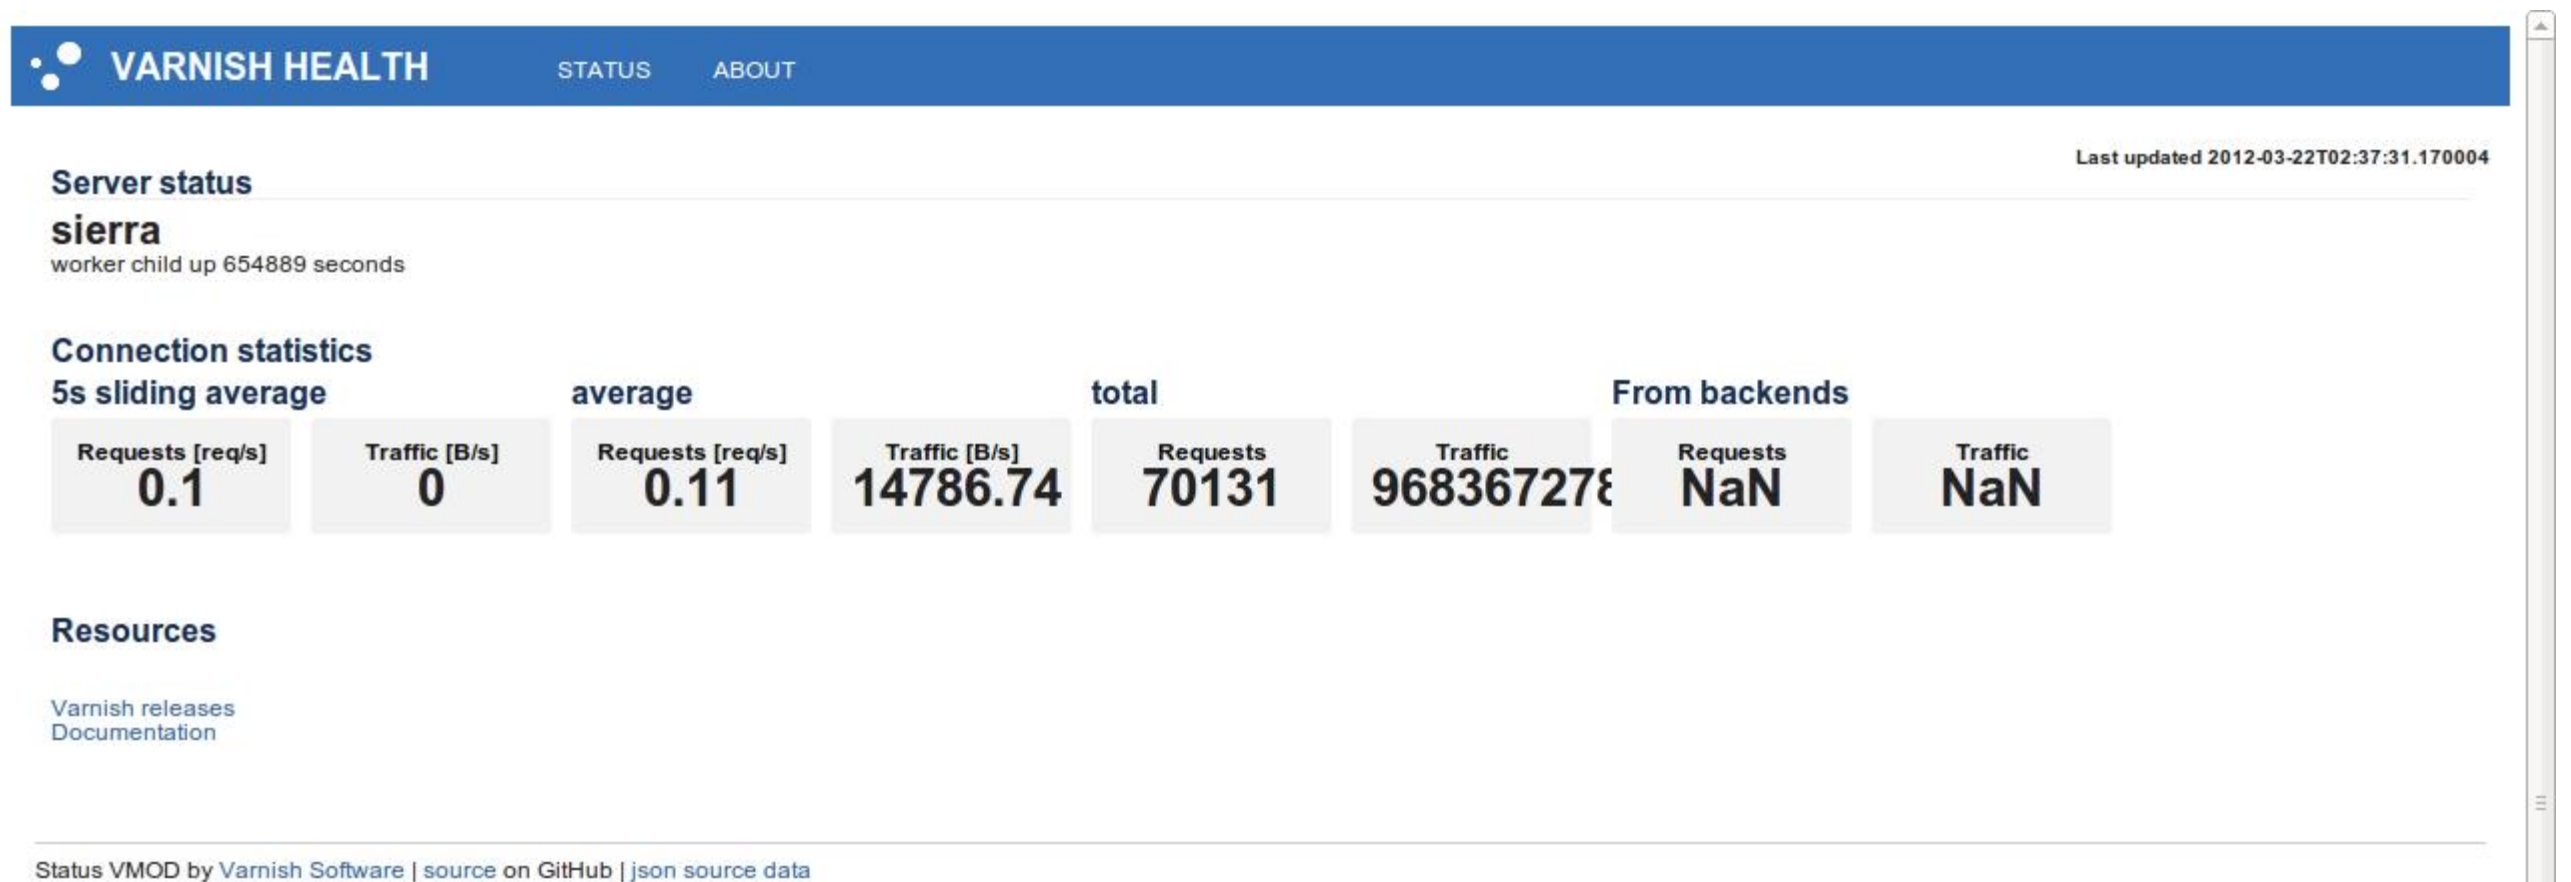 VARNISH HEALTH STATUS ABOUT
Last updated 2012-03-22T02:37:31.170004
Server status
sierra
worker child up 654889 seconds
Connection statistics
5s sliding average average total From backends
Requests [req/s] Traffic [B/s] Requests [req/s] Traffic [B/s] Requests Traffic Requests Traffic
0.1 0 0.11 14786.74 70131 968367278 NaN NaN
Resources
Varnish releases
Documentation
Status VMOD by Varnish Software | source on GitHub | json source data